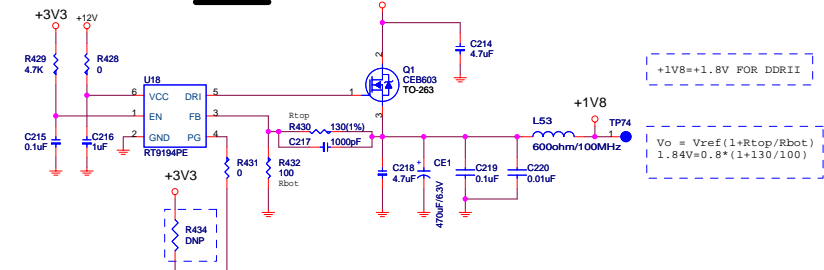 +3V3
+12V
R429
4.7K
R428
0
C215
0.1uF
C216
1uF
U18
6
VCC
DRI
5
1
EN
FB
3
2
GND
PG
4
RT9194PE
2
Q1
CEB603
TO-263
1
3
C214
4.7uF
Rtop
R430
130(1%)
C217
1000pF
R431
0
R432
100
Rbot
C218
4.7uF
+
CE1
470uF/6.3V
C219
0.1uF
C220
0.01uF
L53
600ohm/100MHz
+1V8
TP74
+3V3
R434
DNP
+1V8=+1.8V FOR DDRII
Vo = Vref(1+Rtop/Rbot)
1.84V=0.8*(1+130/100)